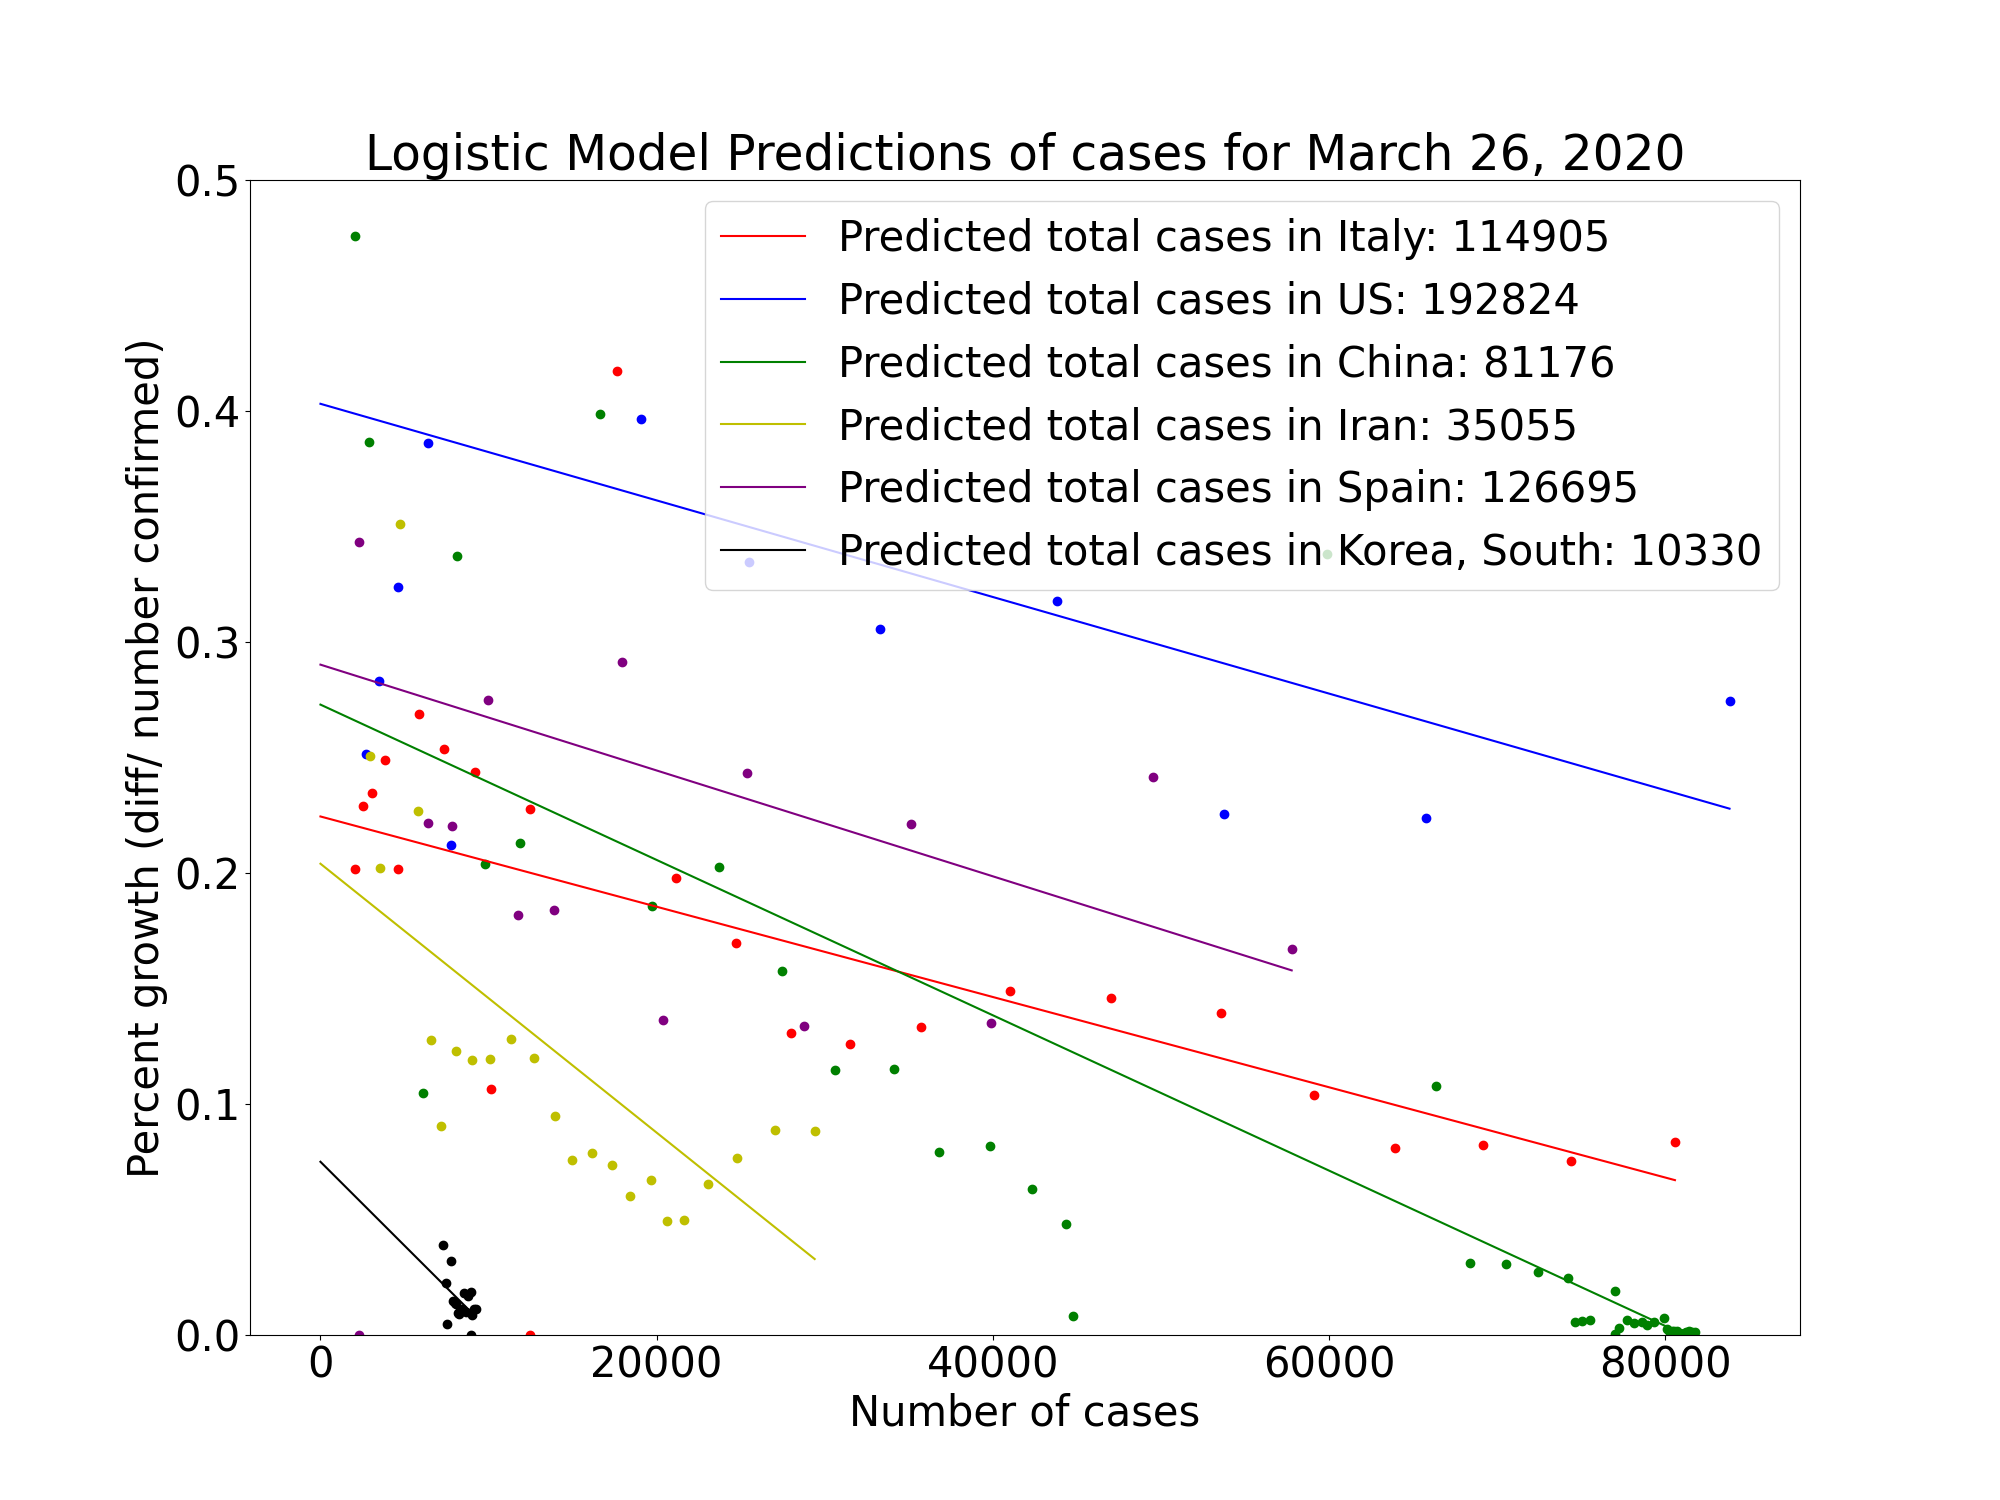 Logistic Model Predictions of cases for March 26, 2020
0.5
0.4
0.3
0.2
0.1
0.0
Percent growth (diff/ number confirmed)
Predicted total cases in Italy: 114905
Predicted total cases in US: 192824
Predicted total cases in China: 81176
Predicted total cases in Iran: 35055
Predicted total cases in Spain: 126695
Predicted total cases in Korea, South: 10330
0 20000 40000 60000 80000
Number of cases